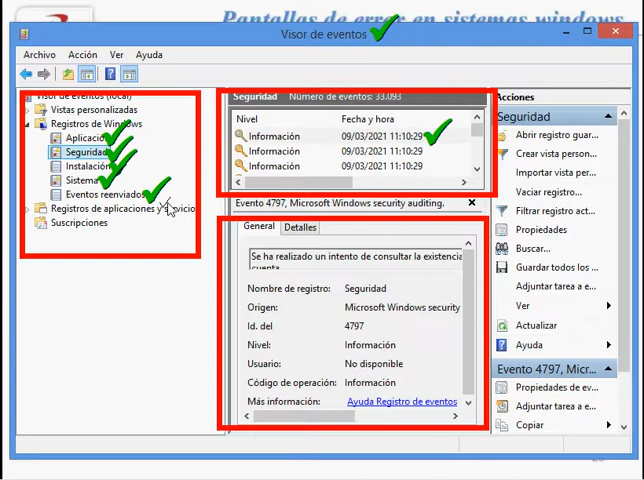 Pantallas de error en sistemas windows
Visor de eventos
Archivo Acción Ver Ayuda
Visor de eventos (local)
Vistas personalizadas
Registros de Windows
Aplicació
Seguridad
Instalación
Sistema
Eventos reenviados
Registros de aplicaciones y servicio
Suscripciones
Seguridad Número de eventos: 33.093
Nivel Fecha y hora
Información 09/03/2021 11:10:29
Información 09/03/2021 11:10:29
Información 09/03/2021 11:10:29
Evento 4797, Microsoft Windows security auditing.
General Detalles
Se ha realizado un intento de consultar la existencia
cuenta
Nombre de registro: Seguridad
Origen: Microsoft Windows security
Id. del 4797
Nivel: Información
Usuario: No disponible
Código de operación: Información
Más información: Ayuda Registro de eventos
Acciones
Seguridad
Abrir registro guar...
Crear vista person...
Importar vista per...
Vaciar registro...
Filtrar registro act...
Propiedades
Buscar...
Guardar todos los ...
Adjuntar tarea a e...
Ver
Actualizar
Ayuda
Evento 4797, Micr...
Propiedades de ev...
Adjuntar tarea a e...
Copiar